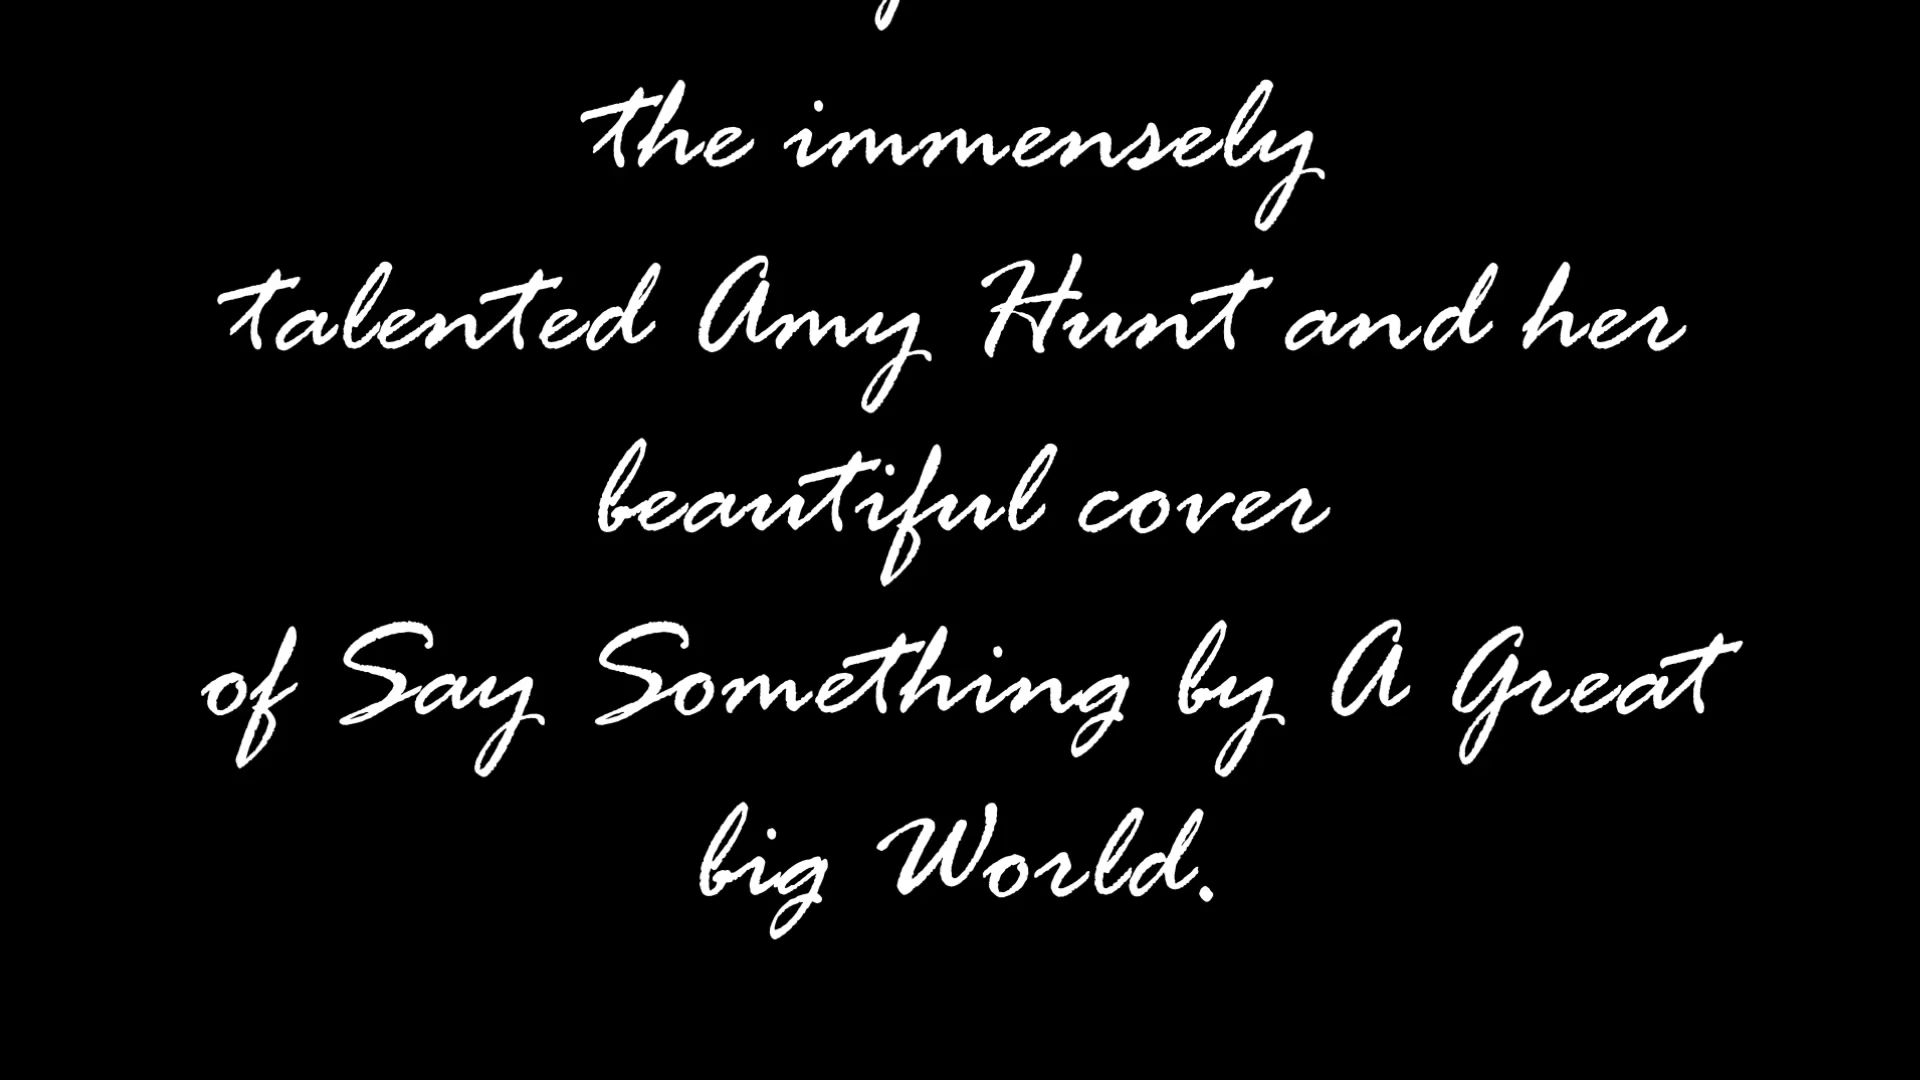 the immensely
talented Amy Hunt and her
beautiful cover
of Say Something by A Great
big World.